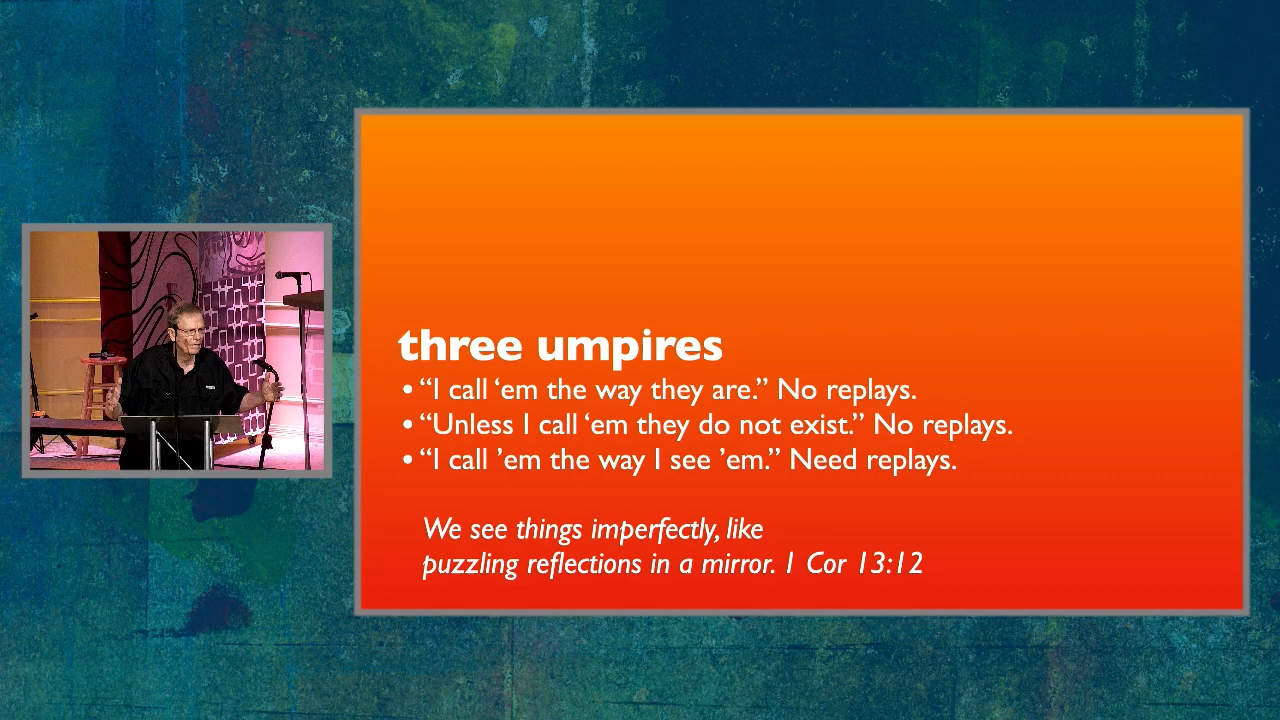 three umpires
• “I call ‘em the way they are.” No replays.
• “Unless I call ‘em they do not exist.” No replays.
• “I call ’em the way I see ’em.” Need replays.
We see things imperfectly, like
puzzling reflections in a mirror. 1 Cor 13:12